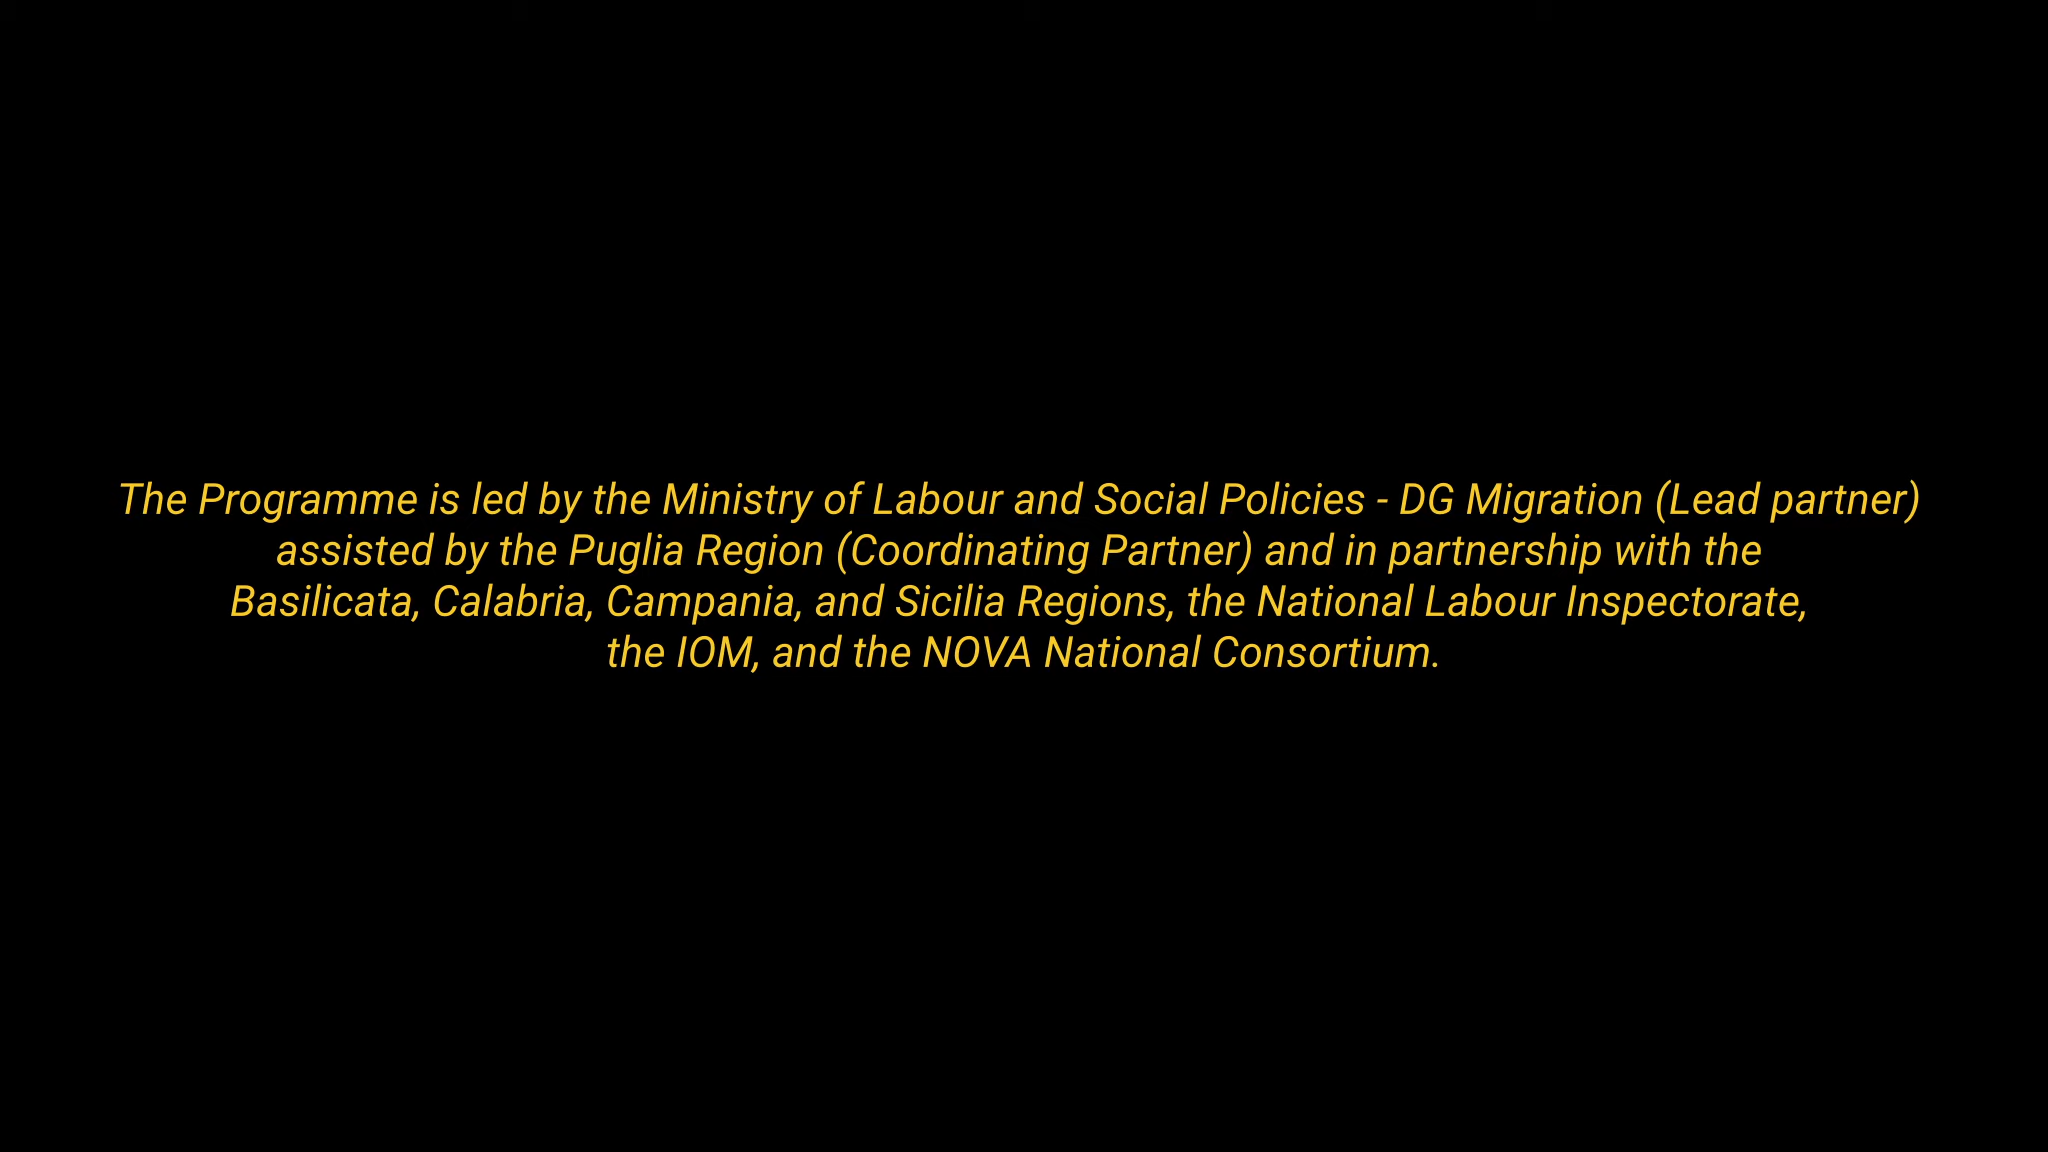 The Programme is led by the Ministry of Labour and Social Policies - DG Migration (Lead partner)
assisted by the Puglia Region (Coordinating Partner) and in partnership with the
Basilicata, Calabria, Campania, and Sicilia Regions, the National Labour Inspectorate,
the IOM, and the NOVA National Consortium.